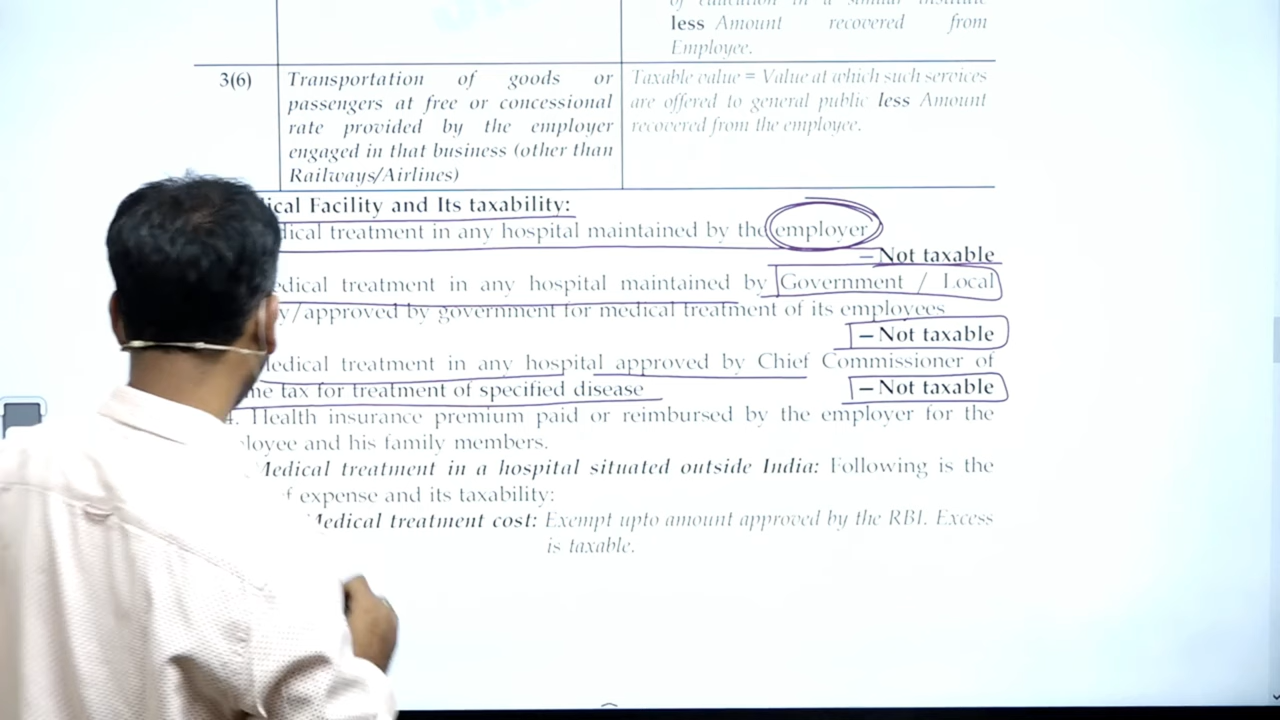 less Amount recovered from
Employee.
3(6)
Transportation of goods or
passengers at free or concessional
rate provided by the employer
engaged in that business (other than
Railways/Airlines)
Taxable value = Value at which such services
are offered to general public less Amount
recovered from the employee.
ical Facility and Its taxability:
dical treatment in any hospital maintained by the employer
– Not taxable
edical treatment in any hospital maintained by Government / Local
y/approved by government for medical treatment of its employees
– Not taxable
edical treatment in any hospital approved by Chief Commissioner of
me tax for treatment of specified disease – Not taxable
4. Health insurance premium paid or reimbursed by the employer for the
loyee and his family members.
Medical treatment in a hospital situated outside India: Following is the
f expense and its taxability:
Medical treatment cost: Exempt upto amount approved by the RBI. Excess
is taxable.